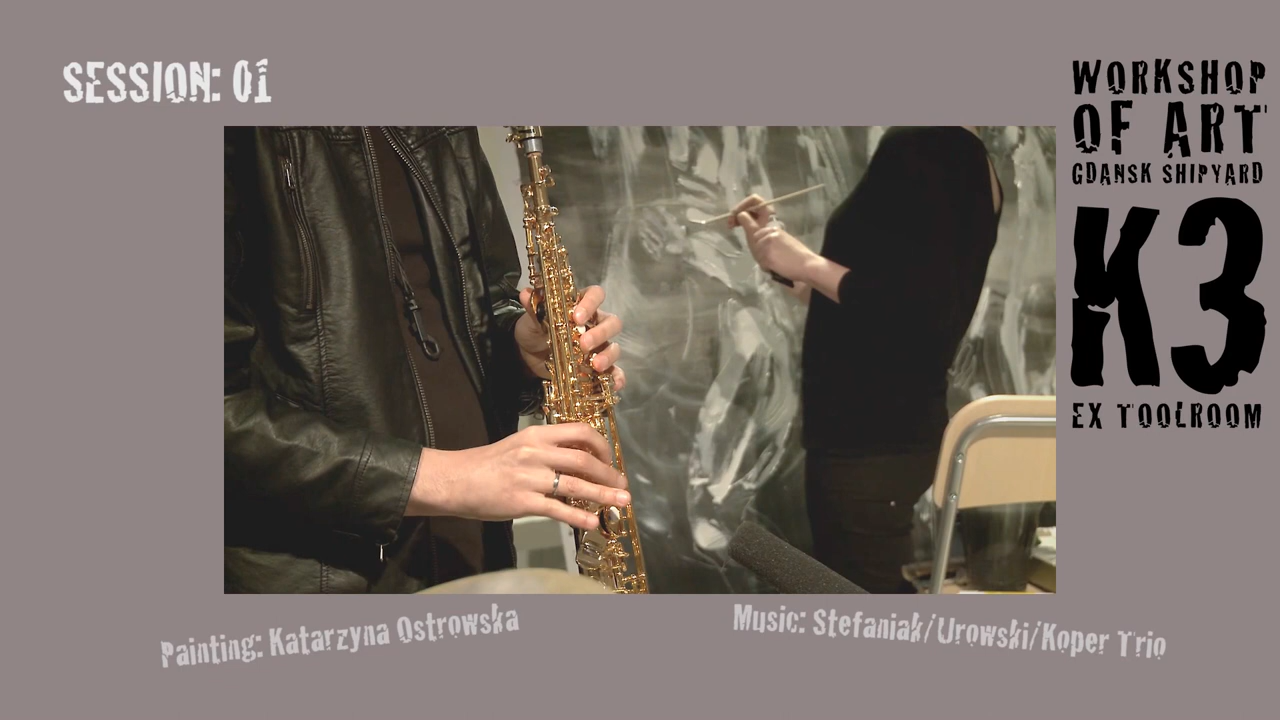 SESSION: 01
WORKSHOP
OF ART
GDANSK SHIPYARD
K3
EX TOOLROOM
Painting: Katarzyna Ostrowska
Music: Stefaniak/Urowski/Koper Trio